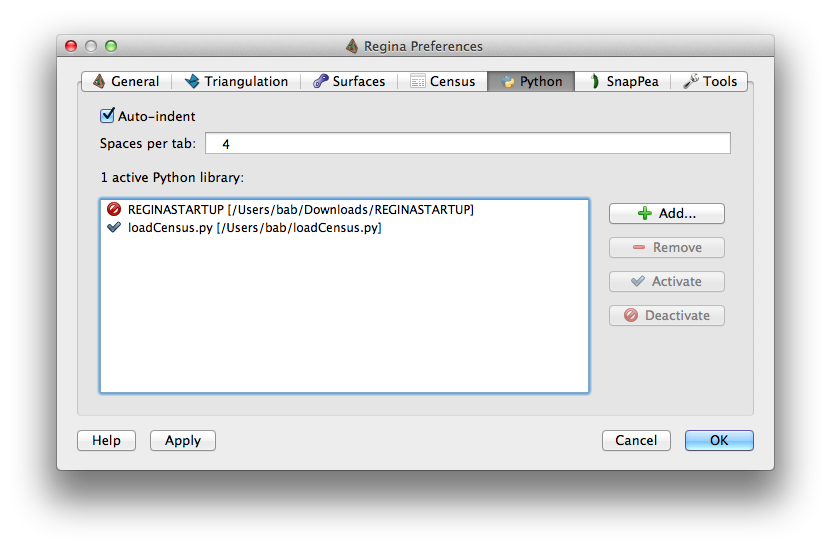 Regina Preferences
General Triangulation Surfaces Census Python SnapPea Tools
Auto-indent
Spaces per tab: 4
1 active Python library:
REGINASTARTUP [/Users/bab/Downloads/REGINASTARTUP]
loadCensus.py [/Users/bab/loadCensus.py]
Add...
Remove
Activate
Deactivate
Help Apply Cancel OK